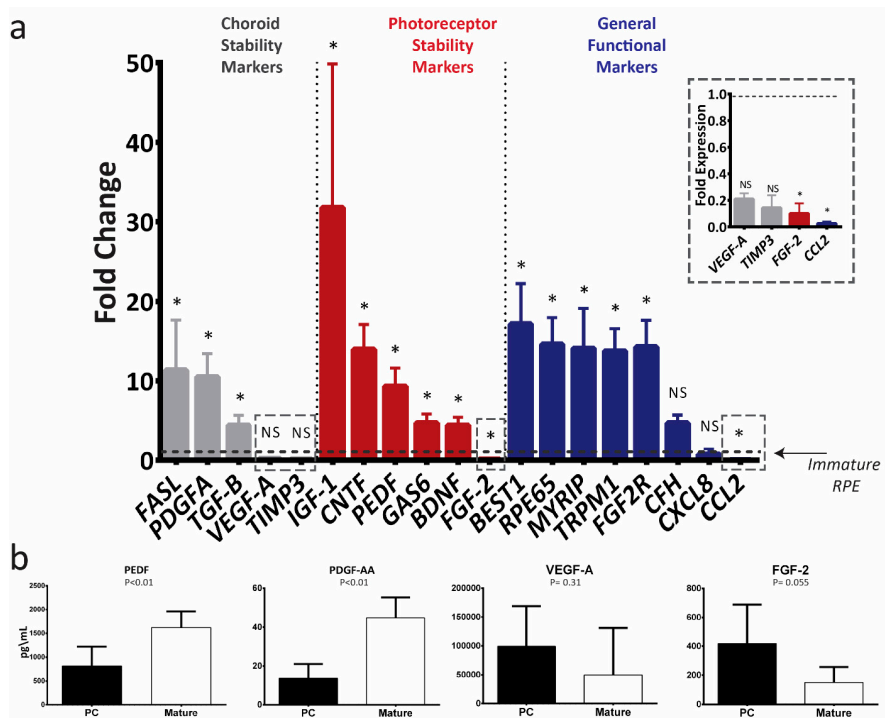 a
Choroid
Stability
Markers
Photoreceptor
Stability
Markers
General
Functional
Markers
Fold Change
50
40
30
20
10
0
*
*
*
NS
NS
*
*
*
*
*
*
*
*
*
*
*
NS
NS
*
FASL
PDGFA
TGF-B
VEGF-A
TIMP3
IGF-1
CNTF
PEDF
GAS6
BDNF
FGF-2
BEST1
RPE65
MYRIP
TRPM1
FGF2R
CFH
CXCL8
CCL2
Immature
RPE
Fold Expression
1.0
0.8
0.6
0.4
0.2
0.0
NS
NS
*
*
VEGF-A
TIMP3
FGF-2
CCL2
b
PEDF
P<0.01
pg\mL
2500
2000
1500
1000
500
0
PC
Mature
PDGF-AA
P<0.01
60
40
20
0
PC
Mature
VEGF-A
P= 0.31
200000
150000
100000
50000
0
PC
Mature
FGF-2
P= 0.055
800
600
400
200
0
PC
Mature